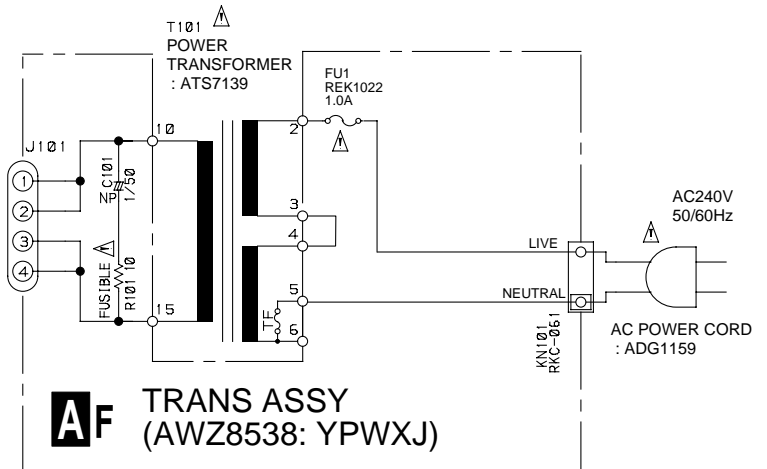 T101
POWER
TRANSFORMER
: ATS7139
FU1
REK1022
1.0A
J101
1
2
3
4
10
15
C101
NP
1/50
FUSIBLE
R101 10
2
3
4
5
6
TF
LIVE
NEUTRAL
KN101
RKC-061
AC240V
50/60Hz
AC POWER CORD
: ADG1159
A F
TRANS ASSY
(AWZ8538: YPWXJ)